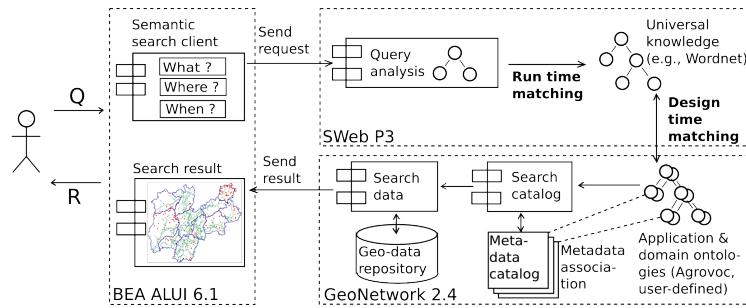 Semantic
search client
What ?
Where ?
When ?
Send
request
Query
analysis
Run time
matching
Universal
knowledge
(e.g., Wordnet)
Design
time
matching
SWeb P3
Q
R
Search result
Send
result
Search
data
Search
catalog
Geo-data
repository
Meta-
data
catalog
Metadata
associa-
tion
Application &
domain ontolo-
gies (Agrovoc,
user-defined)
BEA ALUI 6.1
GeoNetwork 2.4